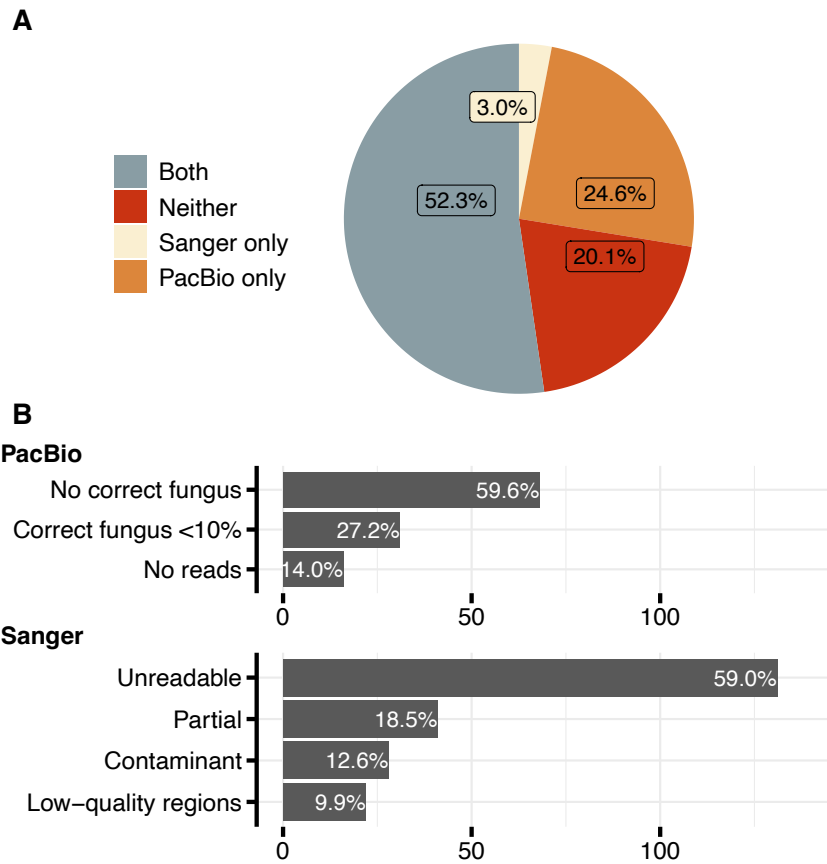 A
3.0%
Both
52.3%
24.6%
Neither
Sanger only
20.1%
PacBio only
B
PacBio
No correct fungus
59.6%
Correct fungus <10%
27.2%
No reads
14.0%
0 50 100
Sanger
Unreadable
59.0%
Partial
18.5%
Contaminant
12.6%
Low−quality regions
9.9%
0 50 100